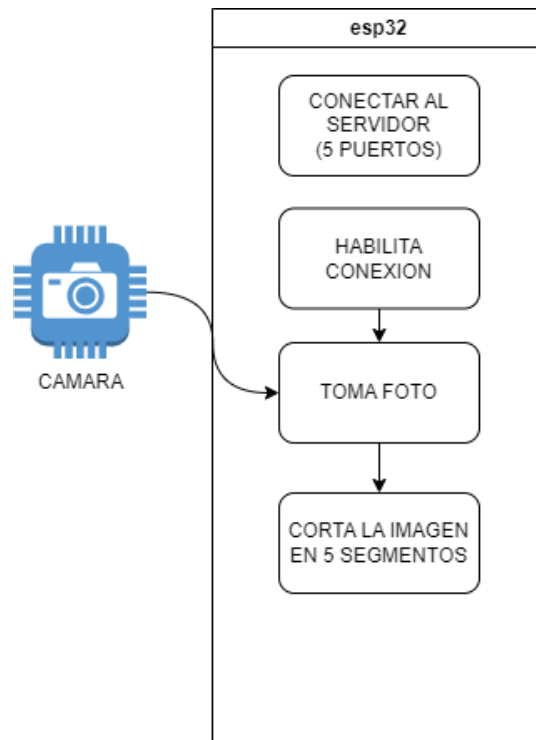 esp32
CONECTAR AL
SERVIDOR
(5 PUERTOS)
HABILITA
CONEXION
CAMARA
TOMA FOTO
CORTA LA IMAGEN
EN 5 SEGMENTOS